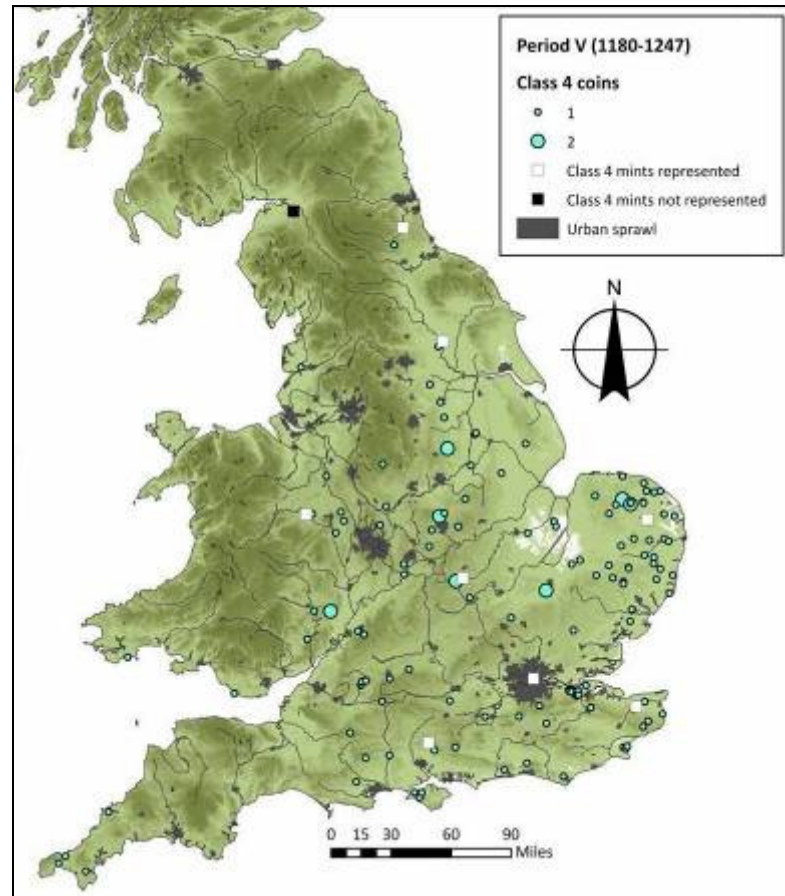 Period V (1180-1247)
Class 4 coins
1
2
Class 4 mints represented
Class 4 mints not represented
Urban sprawl
N
0 15 30 60 90
Miles